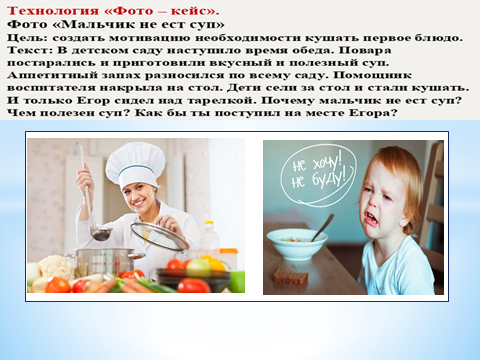 Технология «Фото – кейс».
Фото «Мальчик не ест суп»
Цель: создать мотивацию необходимости кушать первое блюдо.
Текст: В детском саду наступило время обеда. Повара
постарались и приготовили вкусный и полезный суп.
Аппетитный запах разносился по всему саду. Помощник
воспитателя накрыла на стол. Дети сели за стол и стали кушать.
И только Егор сидел над тарелкой. Почему мальчик не ест суп?
Чем полезен суп? Как бы ты поступил на месте Егора?
не хочу!
не буду!